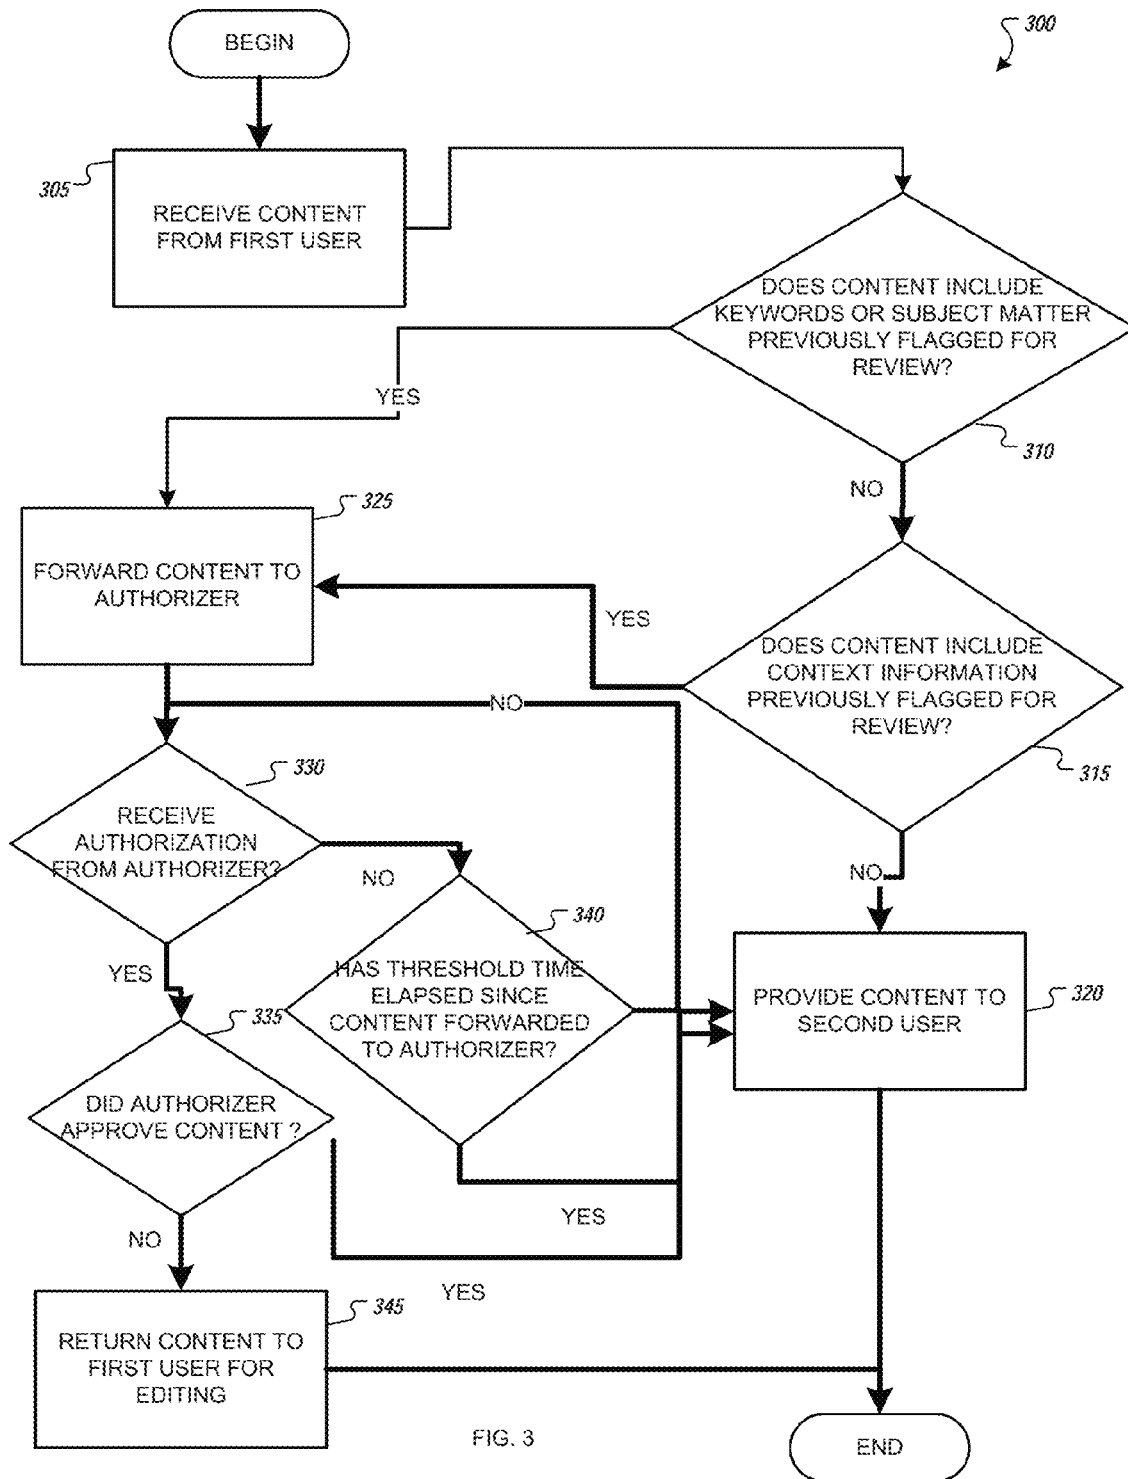 BEGIN
300
305
RECEIVE CONTENT
FROM FIRST USER
DOES CONTENT INCLUDE
KEYWORDS OR SUBJECT MATTER
PREVIOUSLY FLAGGED FOR
REVIEW?
YES
310
NO
325
FORWARD CONTENT TO
AUTHORIZER
YES
DOES CONTENT INCLUDE
CONTEXT INFORMATION
PREVIOUSLY FLAGGED FOR
REVIEW?
NO
315
330
RECEIVE
AUTHORIZATION
FROM AUTHORIZER?
NO
NO
340
HAS THRESHOLD TIME
ELAPSED SINCE
CONTENT FORWARDED
TO AUTHORIZER?
YES
PROVIDE CONTENT TO
SECOND USER
320
335
DID AUTHORIZER
APPROVE CONTENT ?
YES
NO
YES
345
RETURN CONTENT TO
FIRST USER FOR
EDITING
FIG. 3
END